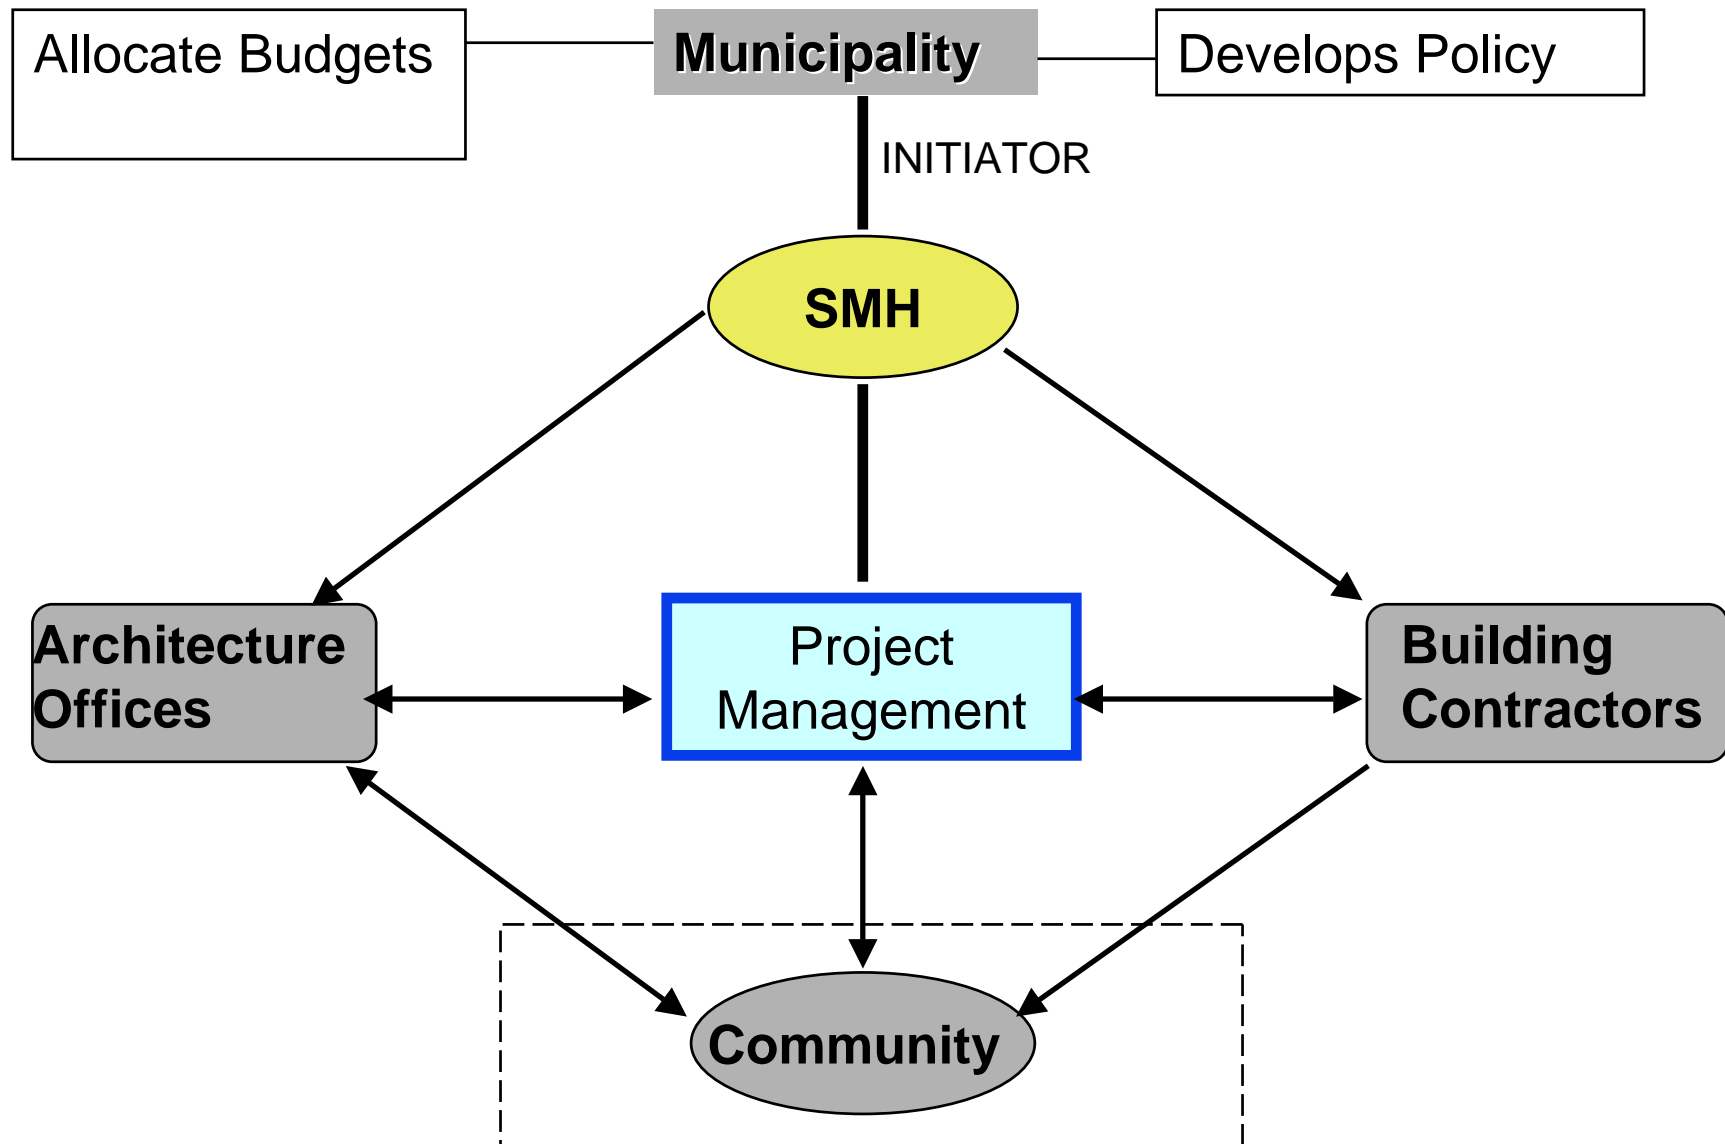 Allocate Budgets
Municipality
Develops Policy
INITIATOR
SMH
Architecture
Offices
Project
Management
Building
Contractors
Community